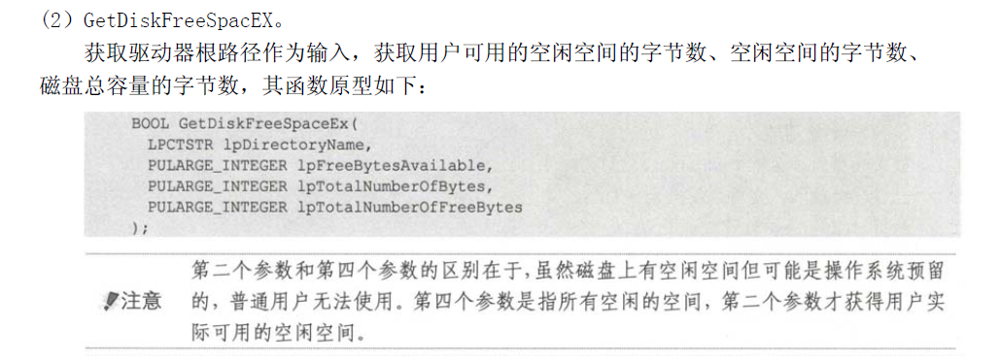 (2) GetDiskFreeSpacEX。
获取驱动器根路径作为输入，获取用户可用的空闲空间的字节数、空闲空间的字节数、
磁盘总容量的字节数，其函数原型如下：
BOOL GetDiskFreeSpaceEx(
LPCTSTR lpDirectoryName,
PULARGE_INTEGER lpFreeBytesAvailable,
PULARGE_INTEGER lpTotalNumberOfBytes,
PULARGE_INTEGER lpTotalNumberOfFreeBytes
);
第二个参数和第四个参数的区别在于，虽然磁盘上有空闲空间但可能是操作系统预留
注意 的，普通用户无法使用。第四个参数是指所有空闲的空间，第二个参数才获得用户实
际可用的空闲空间。